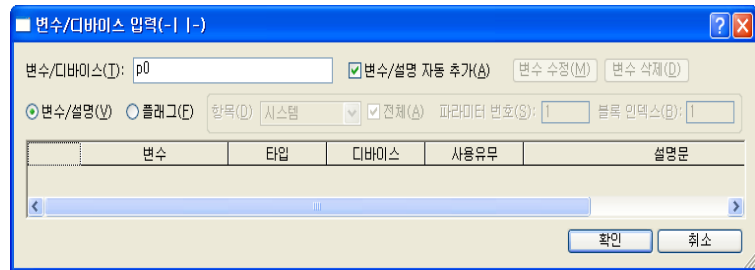 변수/디바이스 입력(-| |-)
변수/디바이스(T): p0 변수/설명 자동 추가(A) 변수 수정(M) 변수 삭제(D)
변수/설명(V) 플래그(F) 항목(D) 시스템 전체(A) 파라미터 번호(S): 1 블록 인덱스(B): 1
변수 타입 디바이스 사용유무 설명문
확인 취소